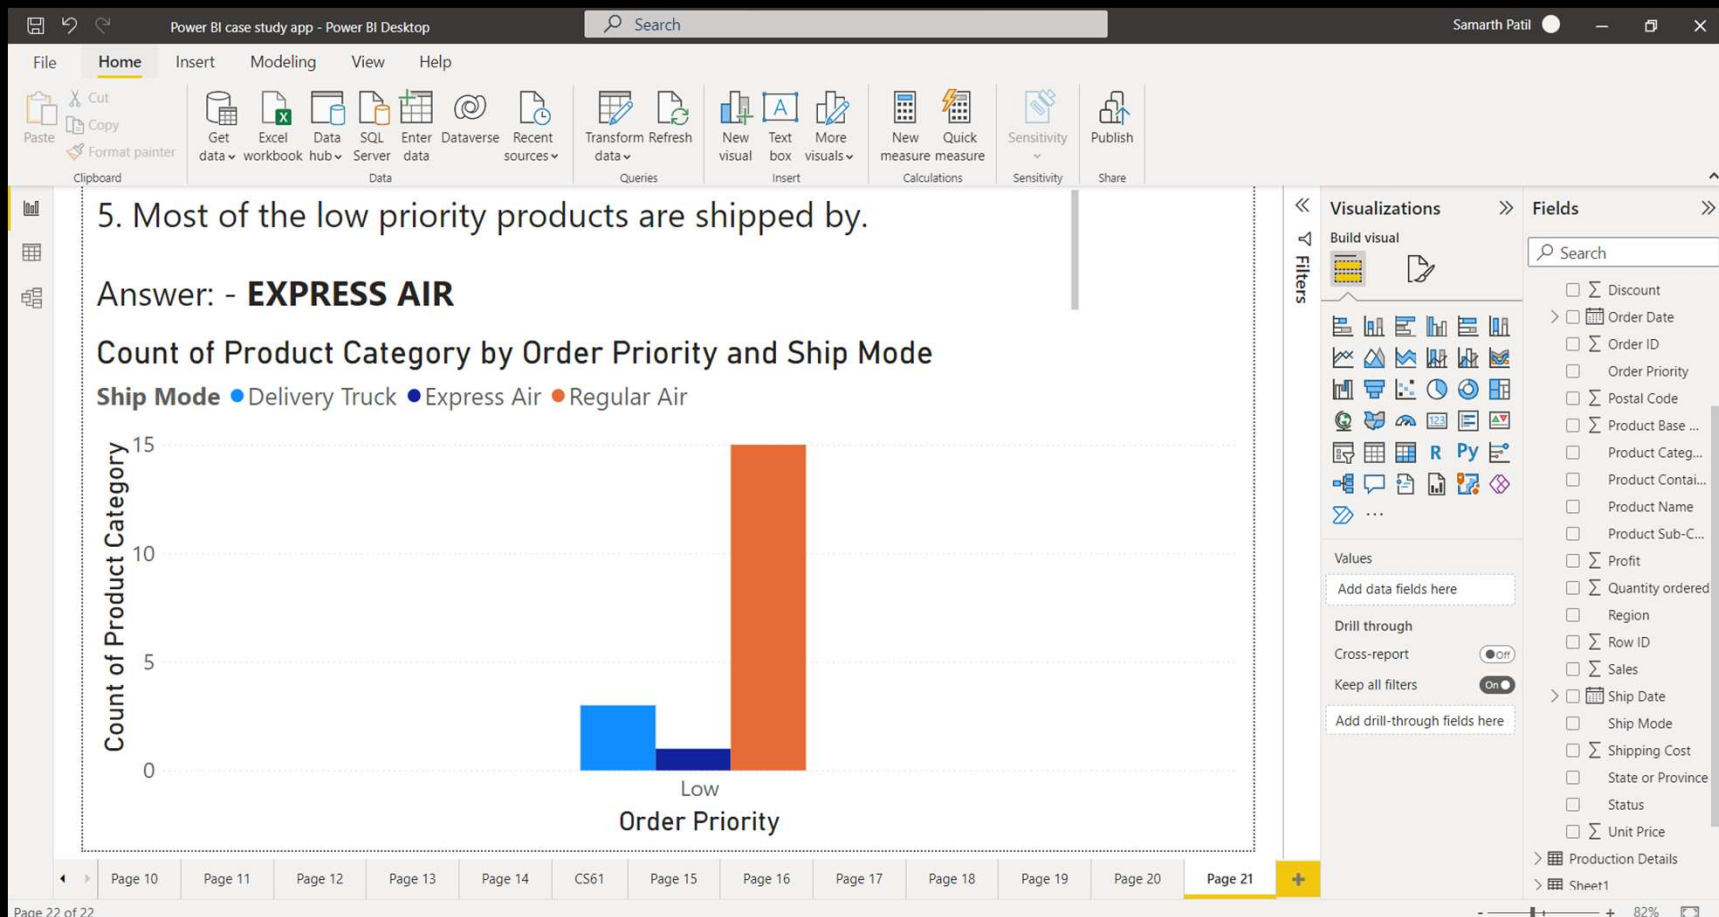 Power BI case study app - Power BI Desktop
Search
Samarth Patil
File Home Insert Modeling View Help
Paste
Cut
Copy
Format painter
Clipboard
Get data
Excel workbook
Data hub
SQL Server
Enter data
Dataverse
Recent sources
Data
Transform data
Refresh
Queries
New visual
Text box
More visuals
Insert
New measure
Quick measure
Calculations
Sensitivity
Sensitivity
Publish
Share
5. Most of the low priority products are shipped by.
Answer: - EXPRESS AIR
Count of Product Category by Order Priority and Ship Mode
Ship Mode Delivery Truck Express Air Regular Air
Count of Product Category
15
10
5
0
Low
Order Priority
Filters
Visualizations
Build visual
123
R Py
...
Values
Add data fields here
Drill through
Cross-report
Off
Keep all filters
On
Add drill-through fields here
Fields
Search
Discount
Order Date
Order ID
Order Priority
Postal Code
Product Base ...
Product Categ...
Product Contai...
Product Name
Product Sub-C...
Profit
Quantity ordered
Region
Row ID
Sales
Ship Date
Ship Mode
Shipping Cost
State or Province
Status
Unit Price
Production Details
Sheet1
Page 10 Page 11 Page 12 Page 13 Page 14 CS61 Page 15 Page 16 Page 17 Page 18 Page 19 Page 20 Page 21
Page 22 of 22
- + 82%